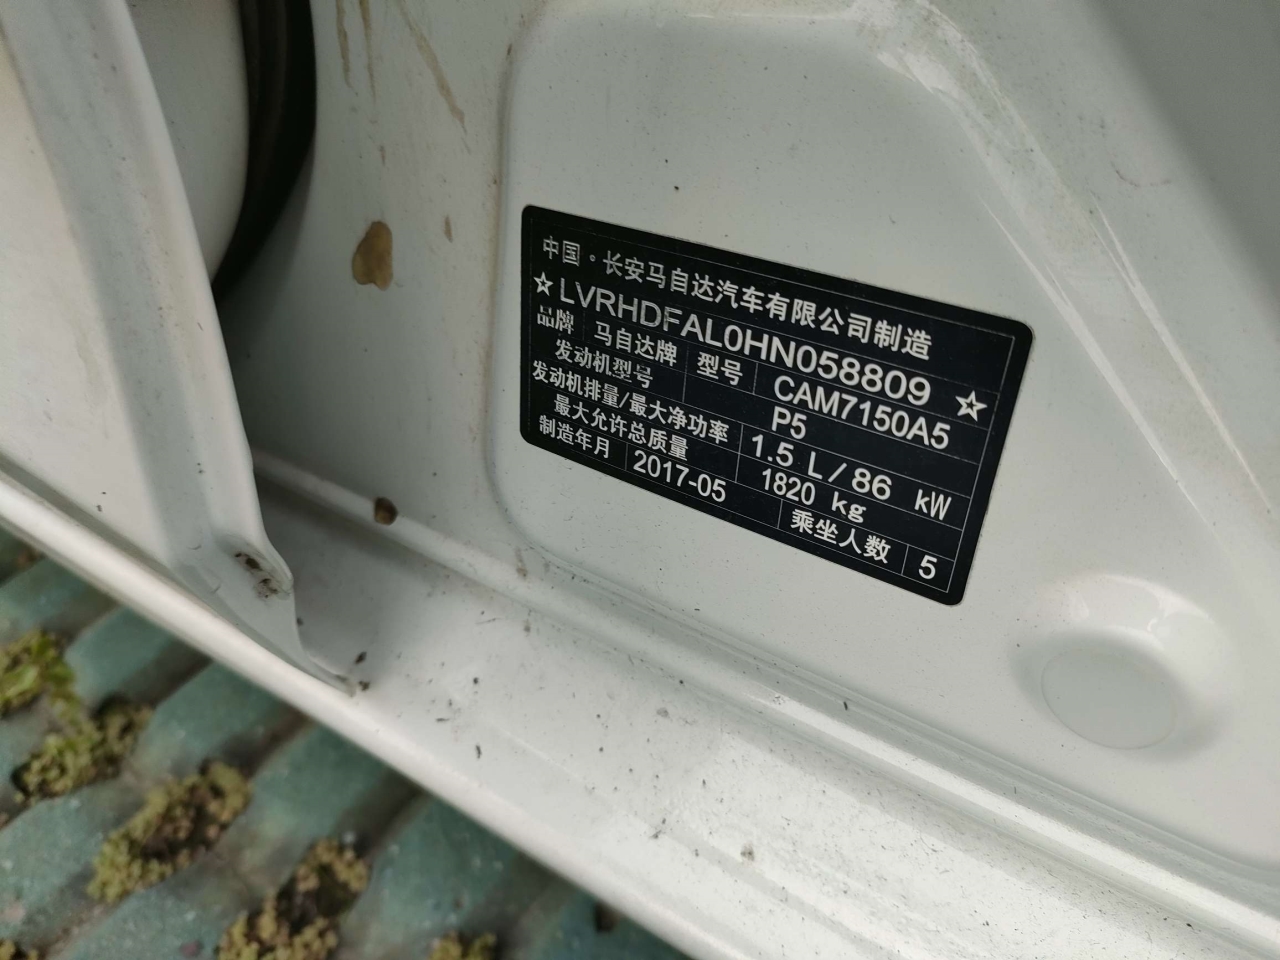 中国。长安马自达汽车有限公司制造
☆LVRHDFAL0HN058809☆
品牌 马自达牌 型号 CAM7150A5
发动机型号 P5
发动机排量/最大净功率 1.5 L/86 kW
最大允许总质量 1820 kg
制造年月 2017-05 乘坐人数 5